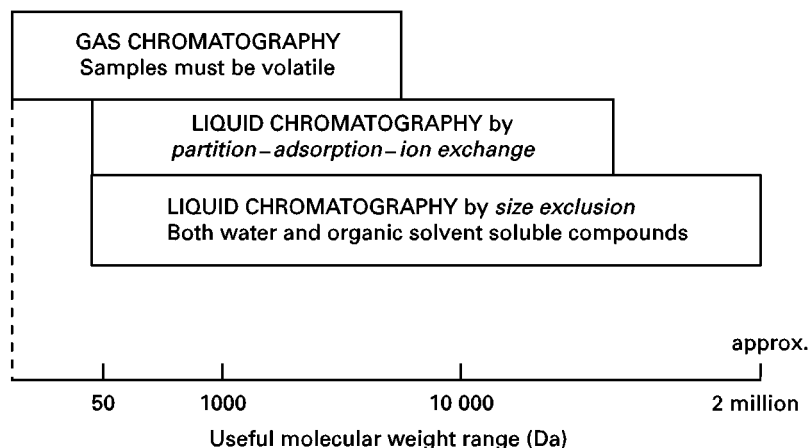 GAS CHROMATOGRAPHY
Samples must be volatile
LIQUID CHROMATOGRAPHY by
partition–adsorption–ion exchange
LIQUID CHROMATOGRAPHY by size exclusion
Both water and organic solvent soluble compounds
approx.
50 1000 10 000 2 million
Useful molecular weight range (Da)